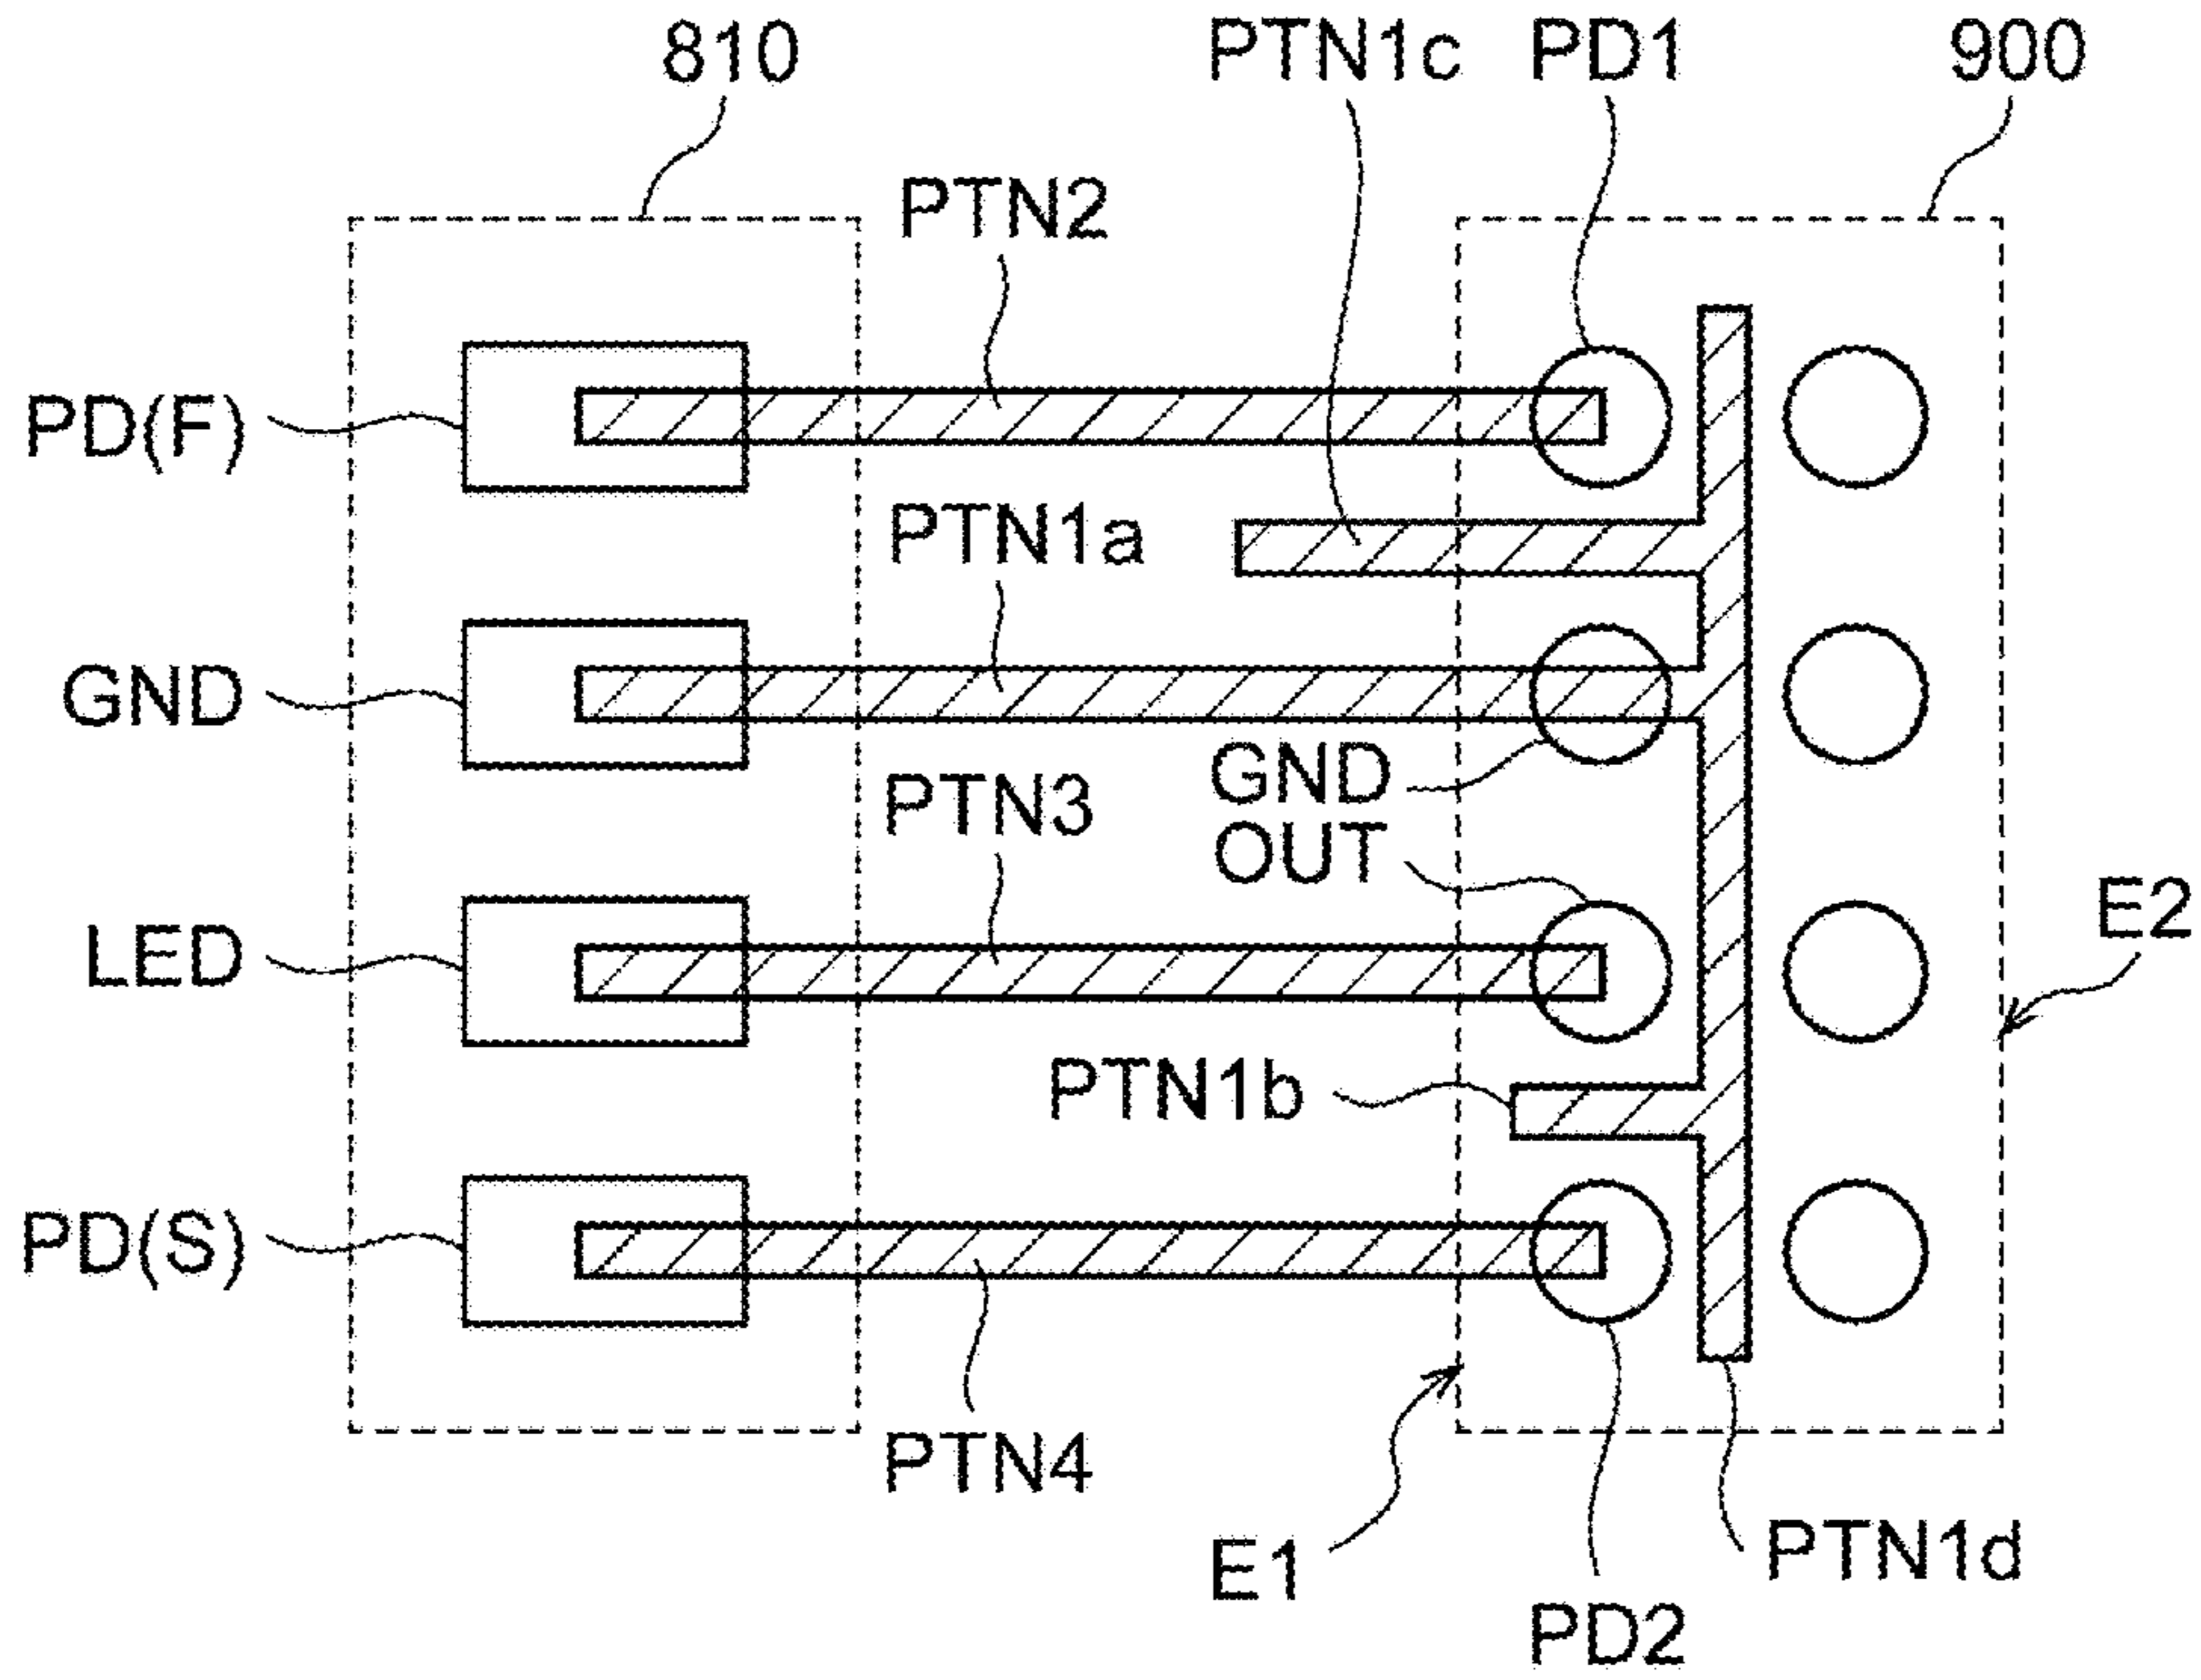 810
PTN1c
PD1
900
PTN2
PD(F)
PTN1a
GND
PTN3
GND
OUT
LED
E2
PTN1b
PD(S)
PTN4
E1
PTN1d
PD2